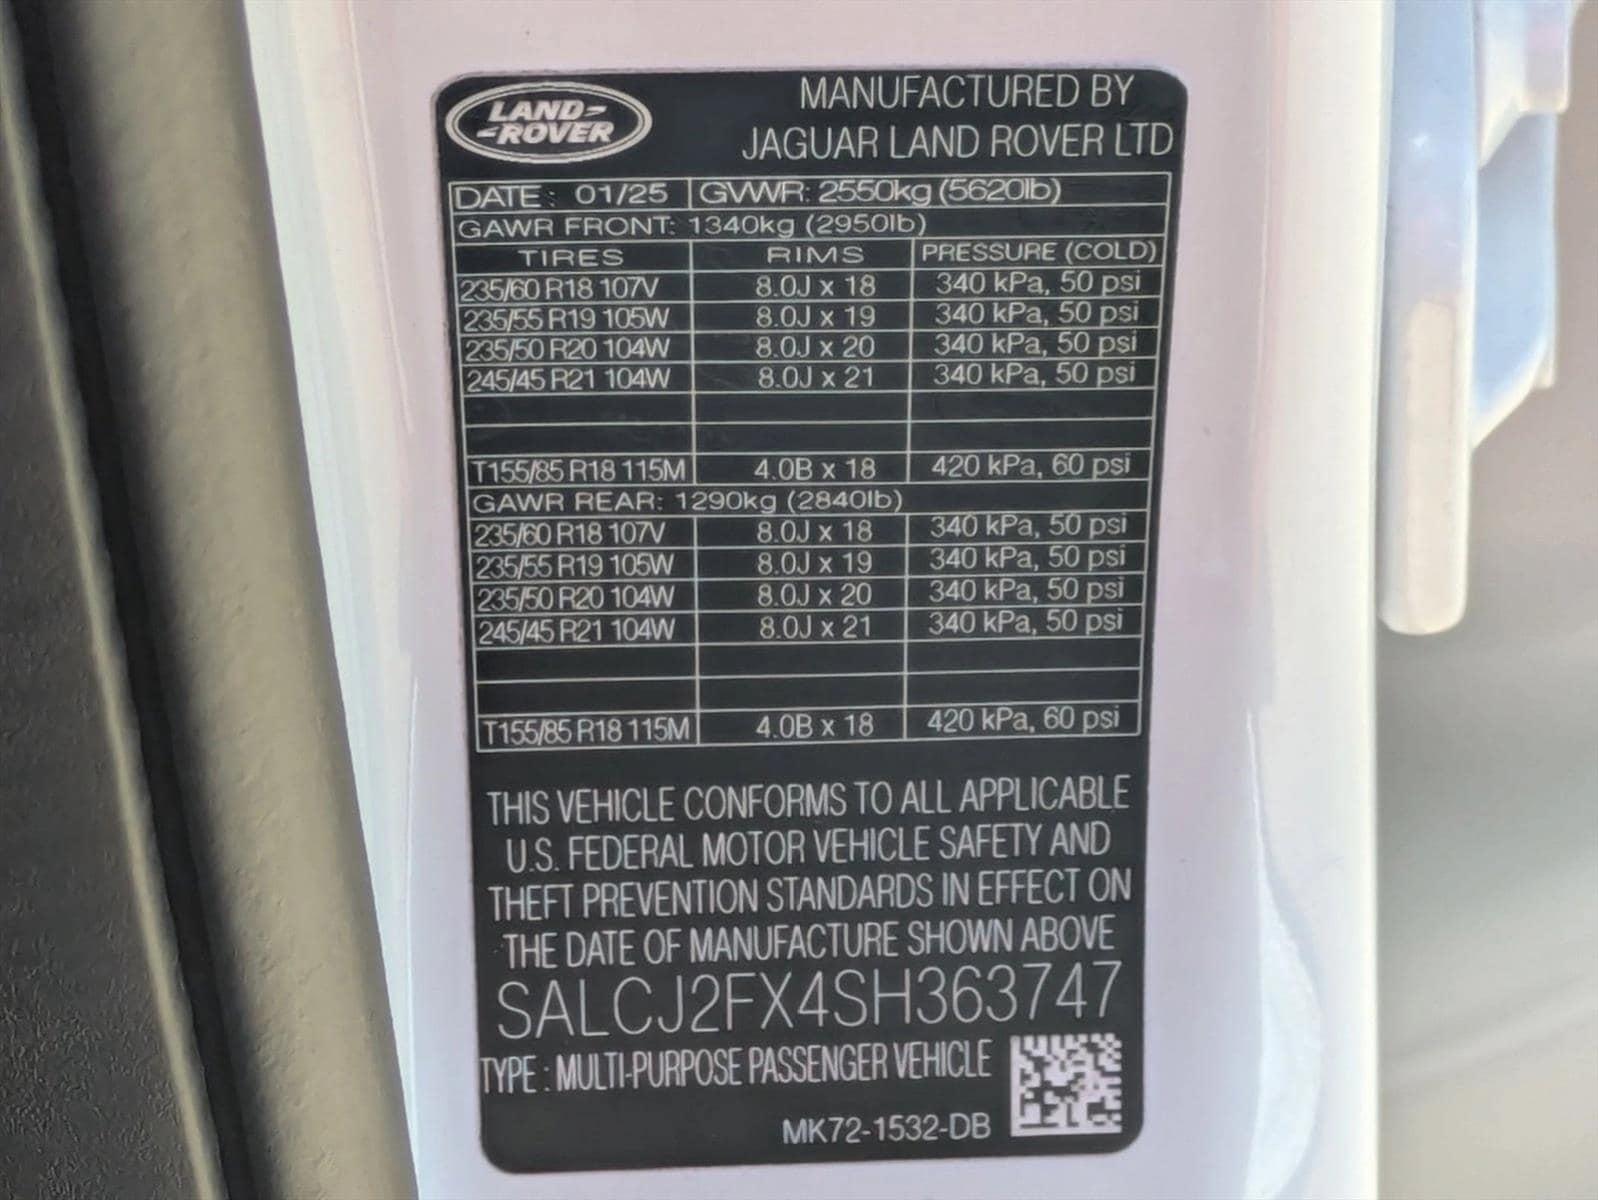 LAND-
-ROVER
MANUFACTURED BY
JAGUAR LAND ROVER LTD
DATE: 01/25 GVWR: 2550kg (5620lb)
GAWR FRONT: 1340kg (2950lb)
TIRES RIMS PRESSURE (COLD)
235/60 R18 107V 8.0J x 18 340 kPa, 50 psi
235/55 R19 105W 8.0J x 19 340 kPa, 50 psi
235/50 R20 104W 8.0J x 20 340 kPa, 50 psi
245/45 R21 104W 8.0J x 21 340 kPa, 50 psi
T155/85 R18 115M 4.0B x 18 420 kPa, 60 psi
GAWR REAR: 1290kg (2840lb)
235/60 R18 107V 8.0J x 18 340 kPa, 50 psi
235/55 R19 105W 8.0J x 19 340 kPa, 50 psi
235/50 R20 104W 8.0J x 20 340 kPa, 50 psi
245/45 R21 104W 8.0J x 21 340 kPa, 50 psi
T155/85 R18 115M 4.0B x 18 420 kPa, 60 psi
THIS VEHICLE CONFORMS TO ALL APPLICABLE
U.S. FEDERAL MOTOR VEHICLE SAFETY AND
THEFT PREVENTION STANDARDS IN EFFECT ON
THE DATE OF MANUFACTURE SHOWN ABOVE
SALCJ2FX4SH363747
TYPE : MULTI-PURPOSE PASSENGER VEHICLE
MK72-1532-DB